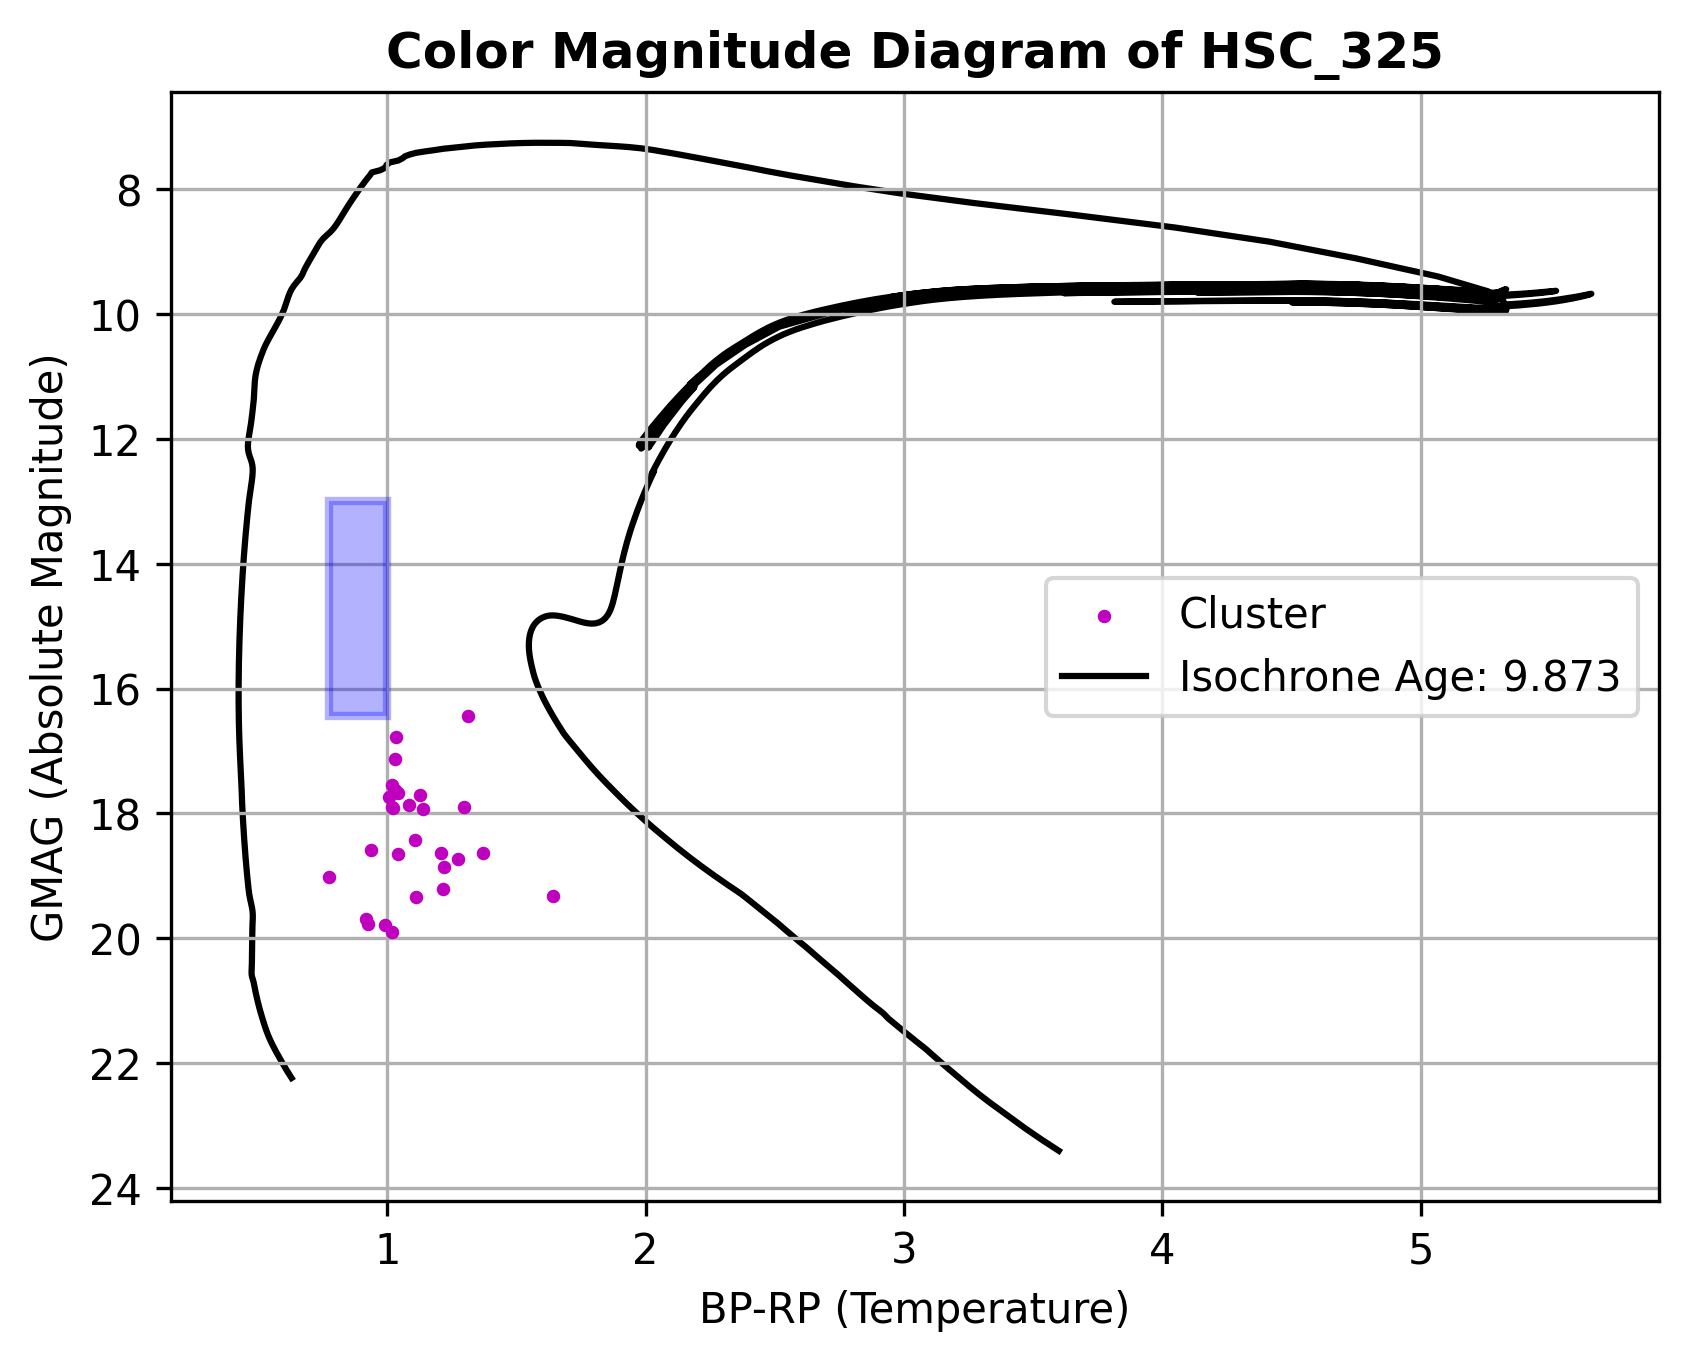 Color Magnitude Diagram of HSC_325
GMAG (Absolute Magnitude)
8
10
12
14
16
18
20
22
24
Cluster
Isochrone Age: 9.873
1 2 3 4 5
BP-RP (Temperature)